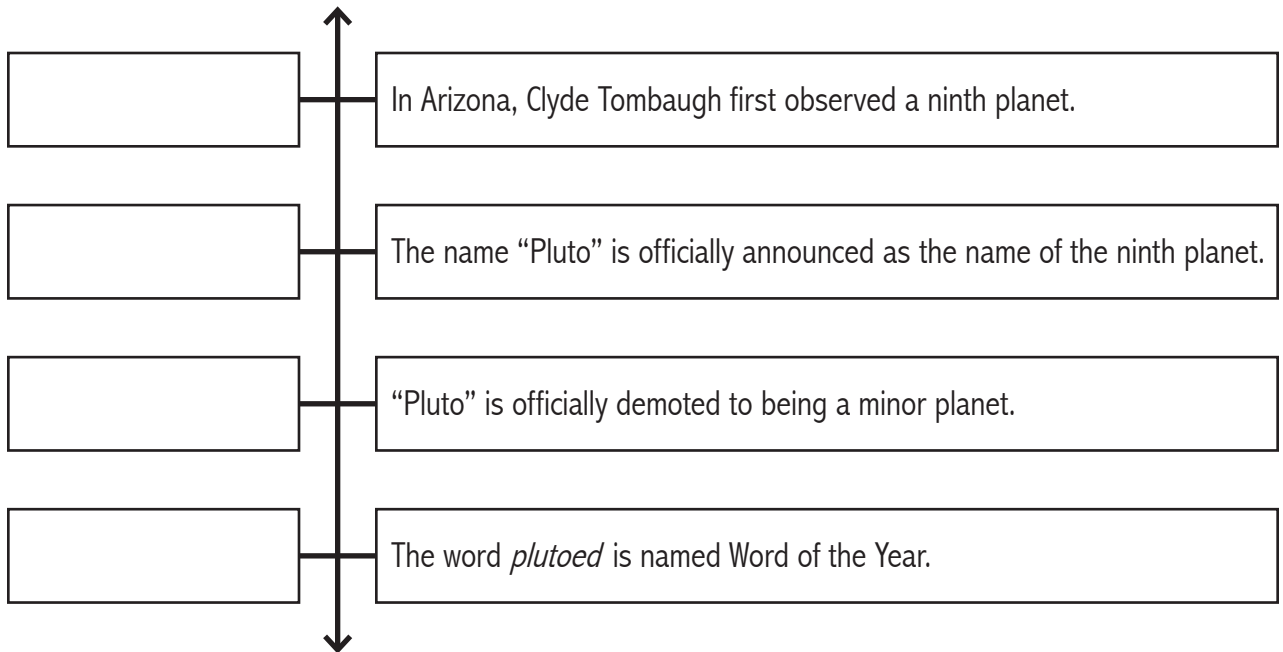 In Arizona, Clyde Tombaugh first observed a ninth planet.
The name “Pluto” is officially announced as the name of the ninth planet.
“Pluto” is officially demoted to being a minor planet.
The word plutoed is named Word of the Year.